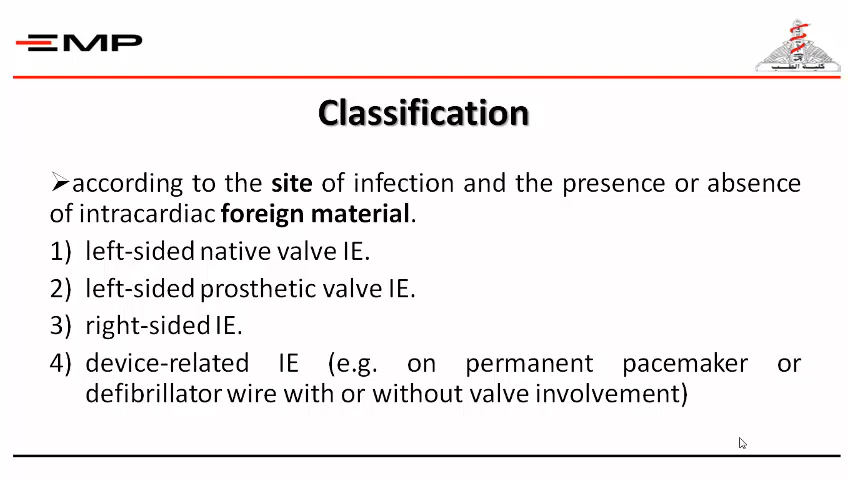 EMP
كلية الطب
Classification
➢according to the site of infection and the presence or absence
of intracardiac foreign material.
1) left-sided native valve IE.
2) left-sided prosthetic valve IE.
3) right-sided IE.
4) device-related IE (e.g. on permanent pacemaker or
defibrillator wire with or without valve involvement)